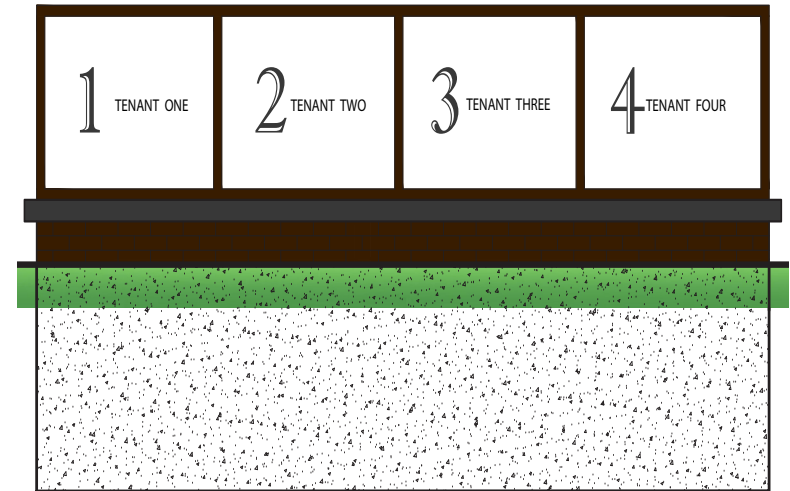 1 TENANT ONE
2 TENANT TWO
3 TENANT THREE
4 TENANT FOUR